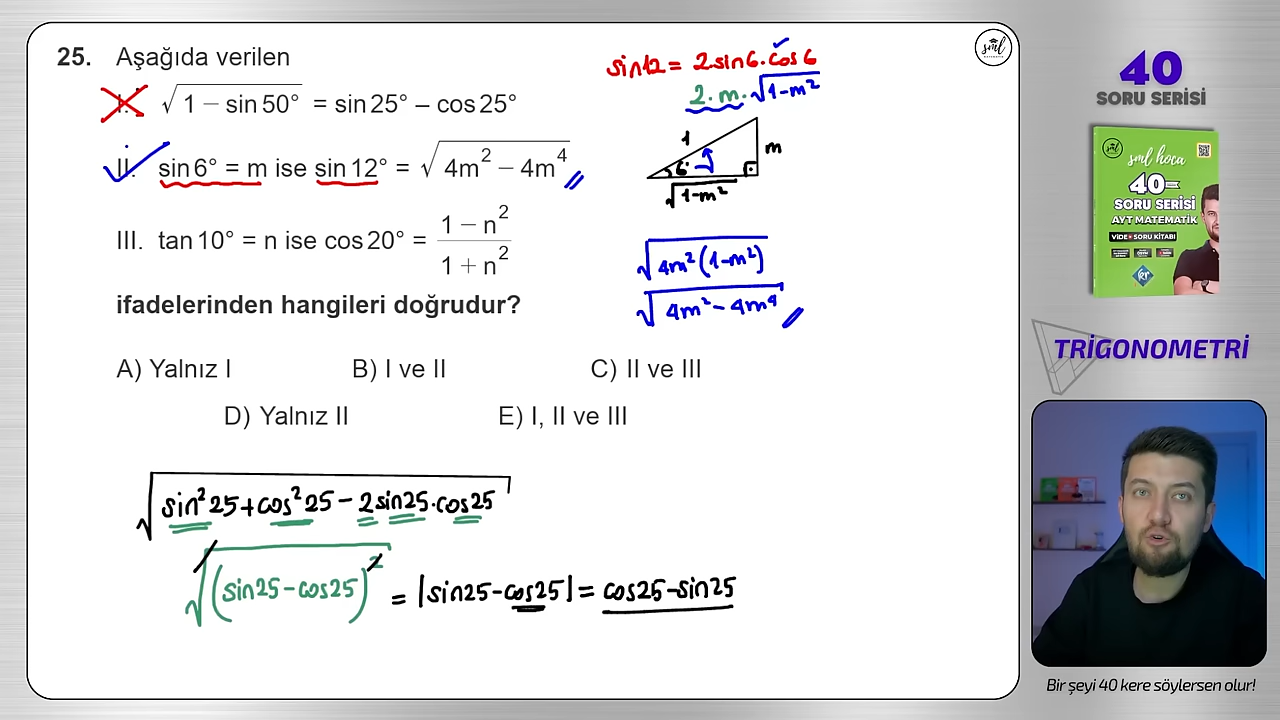 25. Aşağıda verilen
I. √1 − sin 50° = sin 25° − cos 25°
II. sin 6° = m ise sin 12° = √4m² − 4m⁴
III. tan 10° = n ise cos 20° = 1 − n² / 1 + n²
ifadelerinden hangileri doğrudur?
A) Yalnız I B) I ve II C) II ve III
D) Yalnız II E) I, II ve III
sin12 = 2sin6.cos6
2.m.√1-m²
1
m
6°
√1-m²
√4m²(1-m²)
√4m²-4m⁴
√sin²25+cos²25-2sin25.cos25
√(sin25-cos25)² = |sin25-cos25| = cos25-sin25
sml
40
SORU SERİSİ
sml hoca
40
SORU SERİSİ
AYT MATEMATİK
VİDEO SORU KİTABI
TRİGONOMETRİ
Bir şeyi 40 kere söylersen olur!